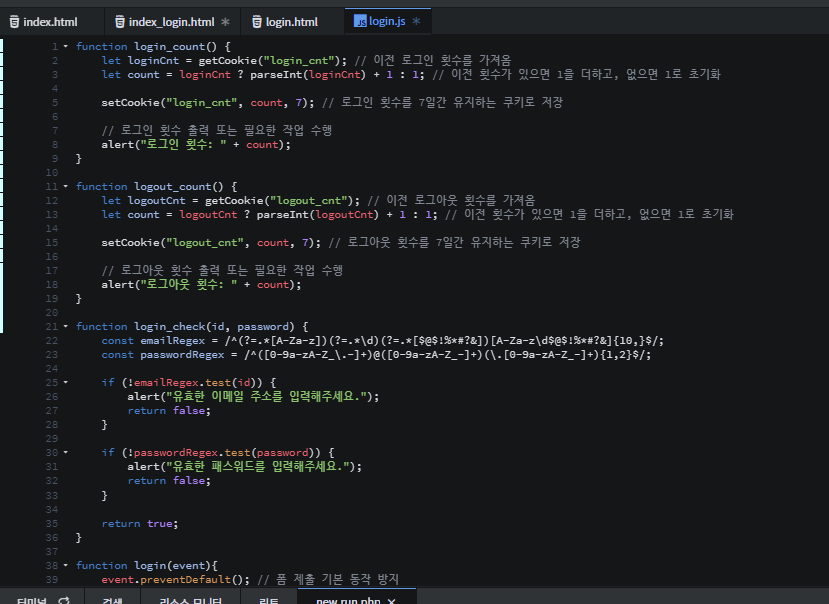 index.html
index_login.html *
login.html
JS login.js *
1 function login_count() {
2 let loginCnt = getCookie("login_cnt"); // 이전 로그인 횟수를 가져옴
3 let count = loginCnt ? parseInt(loginCnt) + 1 : 1; // 이전 횟수가 있으면 1을 더하고, 없으면 1로 초기화
4
5 setCookie("login_cnt", count, 7); // 로그인 횟수를 7일간 유지하는 쿠키로 저장
6
7 // 로그인 횟수 출력 또는 필요한 작업 수행
8 alert("로그인 횟수: " + count);
9 }
10
11 function logout_count() {
12 let logoutCnt = getCookie("logout_cnt"); // 이전 로그아웃 횟수를 가져옴
13 let count = logoutCnt ? parseInt(logoutCnt) + 1 : 1; // 이전 횟수가 있으면 1을 더하고, 없으면 1로 초기화
14
15 setCookie("logout_cnt", count, 7); // 로그아웃 횟수를 7일간 유지하는 쿠키로 저장
16
17 // 로그아웃 횟수 출력 또는 필요한 작업 수행
18 alert("로그아웃 횟수: " + count);
19 }
20
21 function login_check(id, password) {
22 const emailRegex = /^(?=.*[A-Za-z])(?=.*\d)(?=.*[$@$!%*#?&])[A-Za-z\d$@$!%*#?&]{10,}$/;
23 const passwordRegex = /^([0-9a-zA-Z_\.-]+)@([0-9a-zA-Z_-]+)(\.[0-9a-zA-Z_-]+){1,2}$/;
24
25 if (!emailRegex.test(id)) {
26 alert("유효한 이메일 주소를 입력해주세요.");
27 return false;
28 }
29
30 if (!passwordRegex.test(password)) {
31 alert("유효한 패스워드를 입력해주세요.");
32 return false;
33 }
34
35 return true;
36 }
37
38 function login(event){
39 event.preventDefault(); // 폼 제출 기본 동작 방지
터미널
검색
리소스 모니터
힌트
new run.php ×